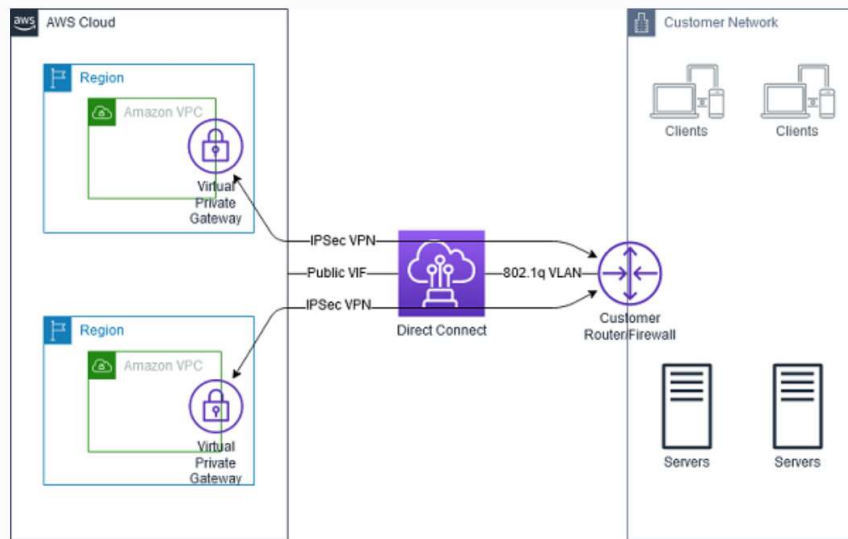 aws
AWS Cloud
Customer Network
Region
Amazon VPC
Virtual
Private
Gateway
Clients
Clients
IPSec VPN
Public VIF
802.1q VLAN
IPSec VPN
Direct Connect
Customer
Router/Firewall
Region
Amazon VPC
Virtual
Private
Gateway
Servers
Servers